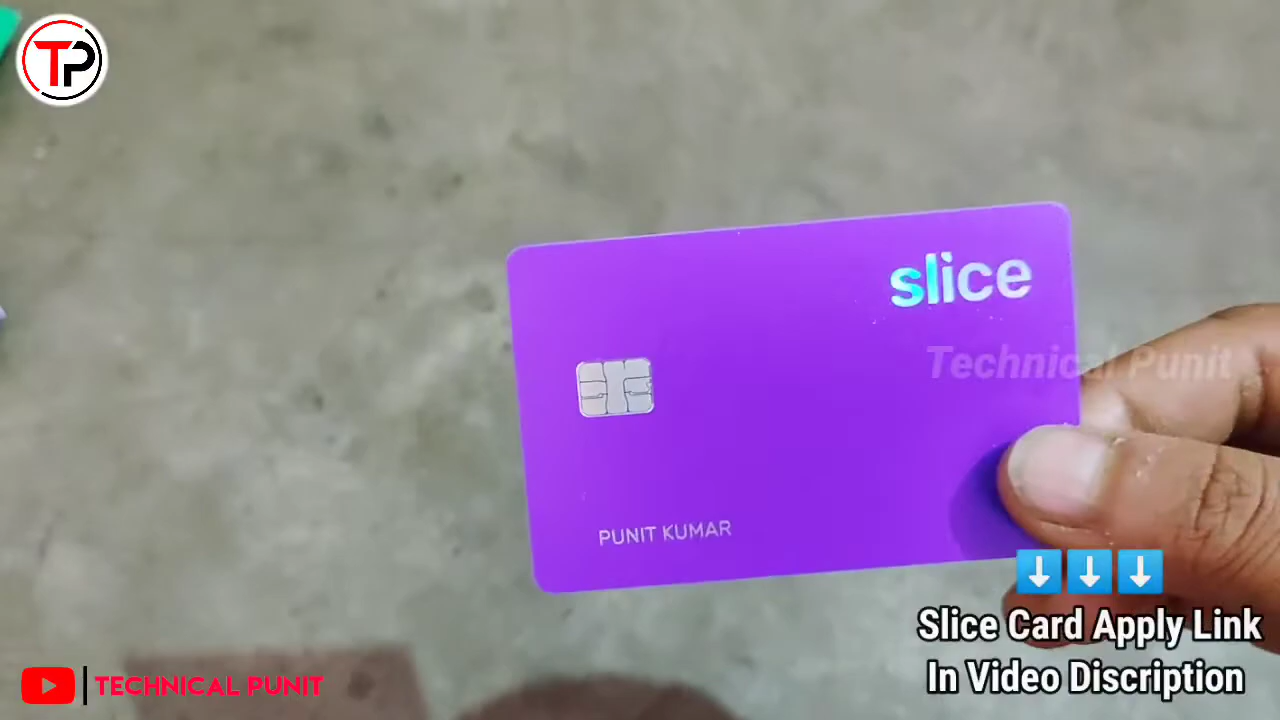 TP
slice
Technical Punit
PUNIT KUMAR
Slice Card Apply Link
In Video Discription
TECHNICAL PUNIT